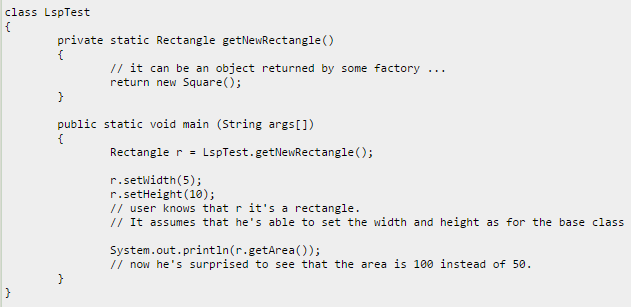 class LspTest
{
private static Rectangle getNewRectangle()
{
// it can be an object returned by some factory ...
return new Square();
}
public static void main (String args[])
{
Rectangle r = LspTest.getNewRectangle();
r.setWidth(5);
r.setHeight(10);
// user knows that r it's a rectangle.
// It assumes that he's able to set the width and height as for the base class
System.out.println(r.getArea());
// now he's surprised to see that the area is 100 instead of 50.
}
}